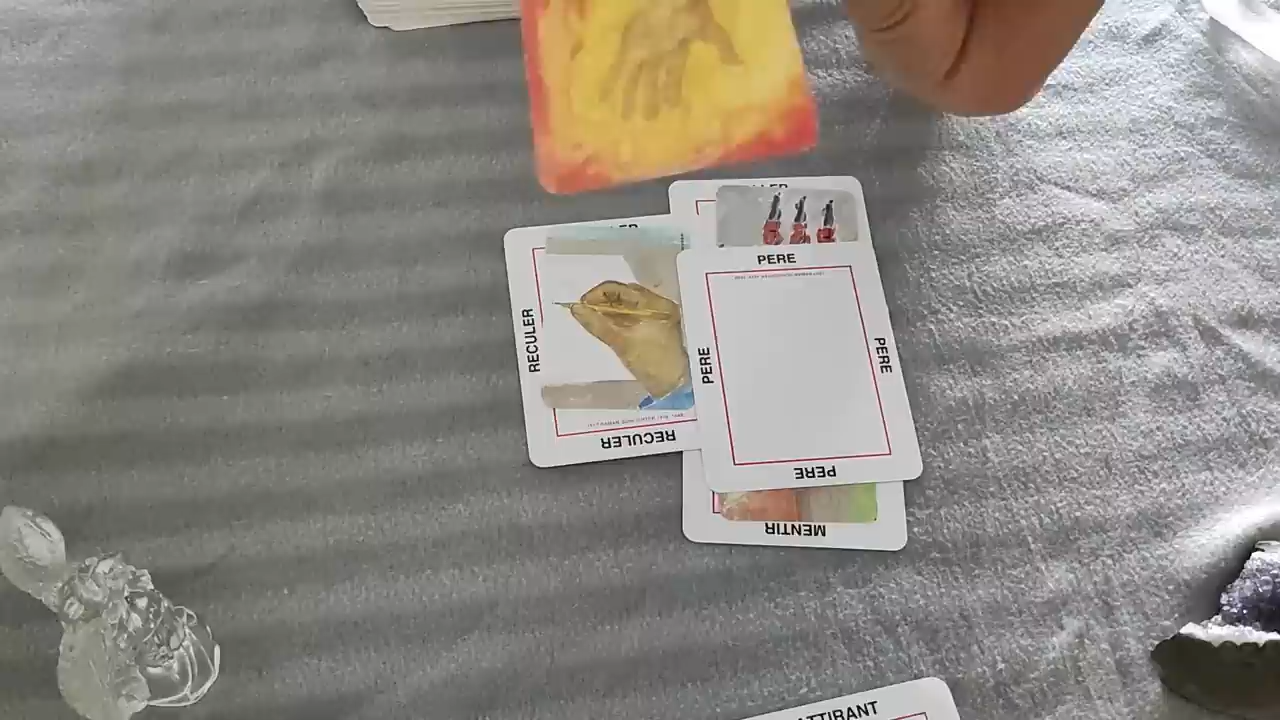 PERE
PERE
PERE
PERE
RECULER
RECULER
MENTIR
ATTIRANT